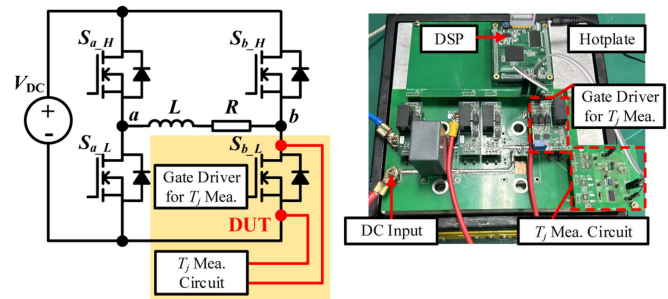 S_a_H
S_b_H
V_DC
+
-
a
L
R
b
S_a_L
S_b_L
Gate Driver
for T_j Mea.
DUT
T_j Mea.
Circuit
DSP
Hotplate
Gate Driver
for T_j Mea.
DC Input
T_j Mea. Circuit